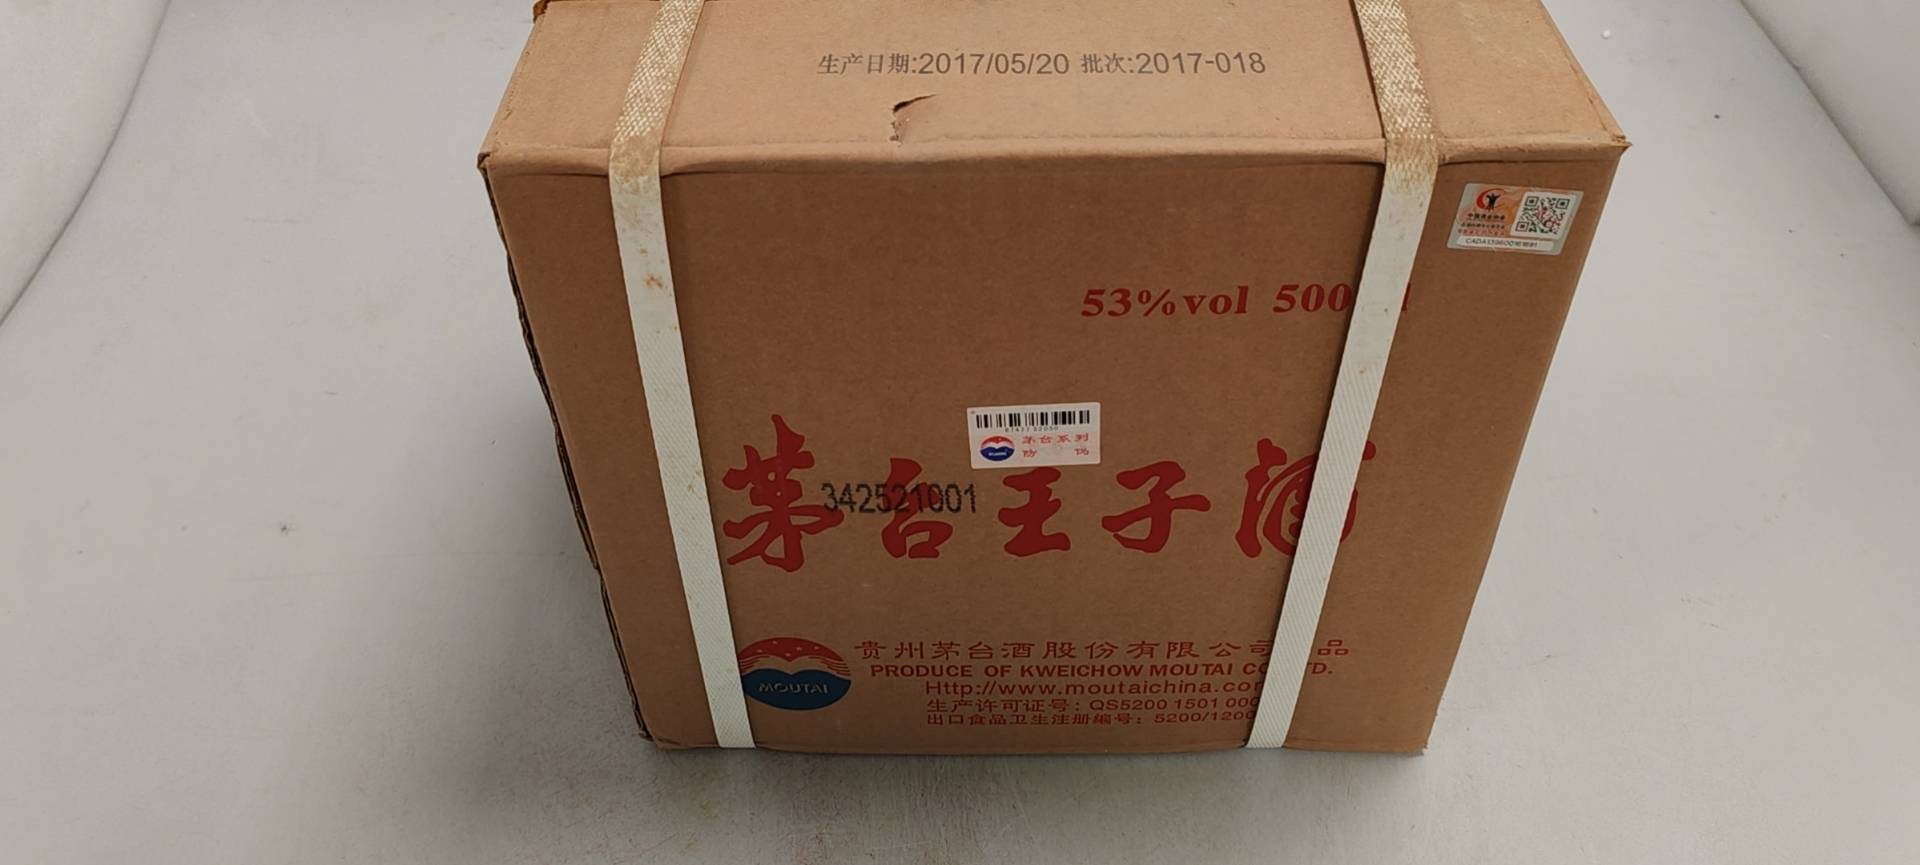 生产日期:2017/05/20 批次:2017-018
CADA
53%vol 500
茅台系列
防伪
茅台王子酒
342521001
MOUTAI
贵州茅台酒股份有限公司 品
PRODUCE OF KWEICHOW MOUTAI C TD.
Http://www.moutaichina.co
生产许可证号：QS5200 1501 000
出口食品卫生注册编号：5200/1200